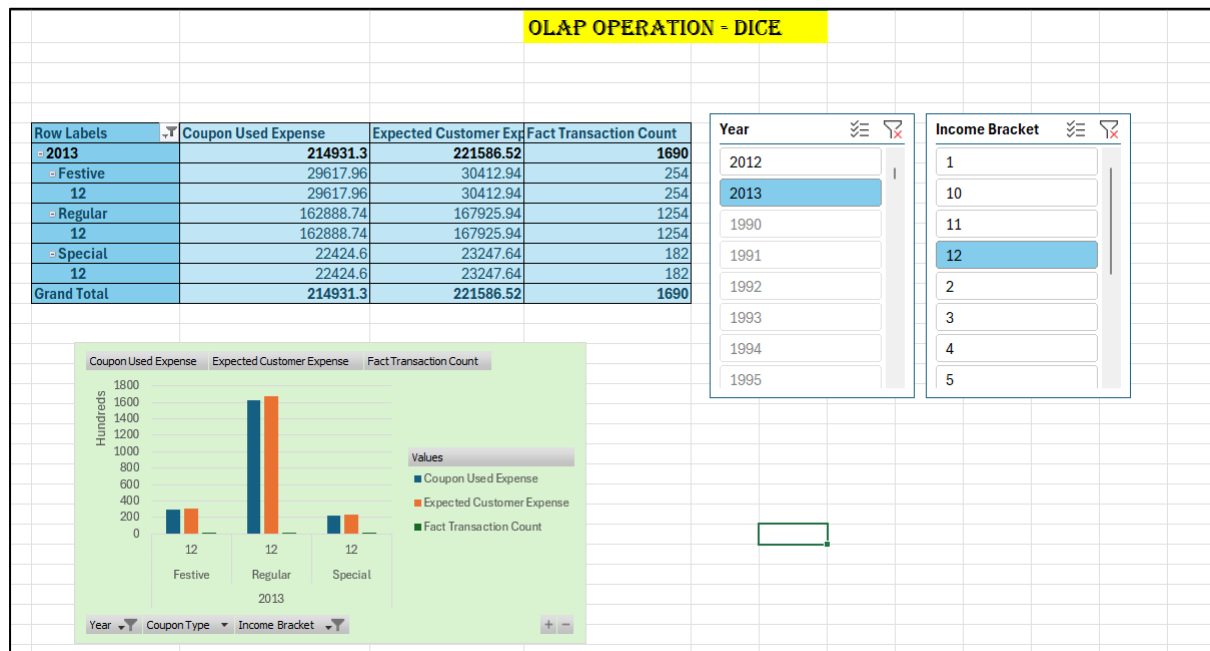 OLAP OPERATION - DICE
Row Labels Coupon Used Expense Expected Customer Exp Fact Transaction Count
2013 214931.3 221586.52 1690
Festive 29617.96 30412.94 254
12 29617.96 30412.94 254
Regular 162888.74 167925.94 1254
12 162888.74 167925.94 1254
Special 22424.6 23247.64 182
12 22424.6 23247.64 182
Grand Total 214931.3 221586.52 1690
Year
2012
2013
1990
1991
1992
1993
1994
1995
Income Bracket
1
10
11
12
2
3
4
5
Coupon Used Expense Expected Customer Expense Fact Transaction Count
Hundreds
1800
1600
1400
1200
1000
800
600
400
200
0
12 12 12
Festive Regular Special
2013
Values
Coupon Used Expense
Expected Customer Expense
Fact Transaction Count
Year Coupon Type Income Bracket
+ −